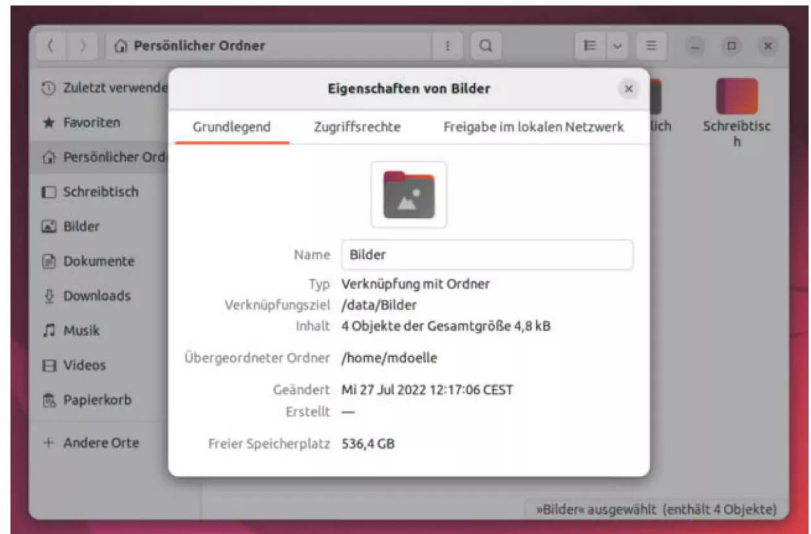 Persönlicher Ordner
Zuletzt verwende
Favoriten
Persönlicher Ord
Schreibtisch
Bilder
Dokumente
Downloads
Musik
Videos
Papierkorb
+ Andere Orte
lich
Schreibtisc
h
Eigenschaften von Bilder
Grundlegend Zugriffsrechte Freigabe im lokalen Netzwerk
Name Bilder
Typ Verknüpfung mit Ordner
Verknüpfungsziel /data/Bilder
Inhalt 4 Objekte der Gesamtgröße 4,8 kB
Übergeordneter Ordner /home/mdoelle
Geändert Mi 27 Jul 2022 12:17:06 CEST
Erstellt —
Freier Speicherplatz 536,4 GB
»Bilder« ausgewählt (enthält 4 Objekte)